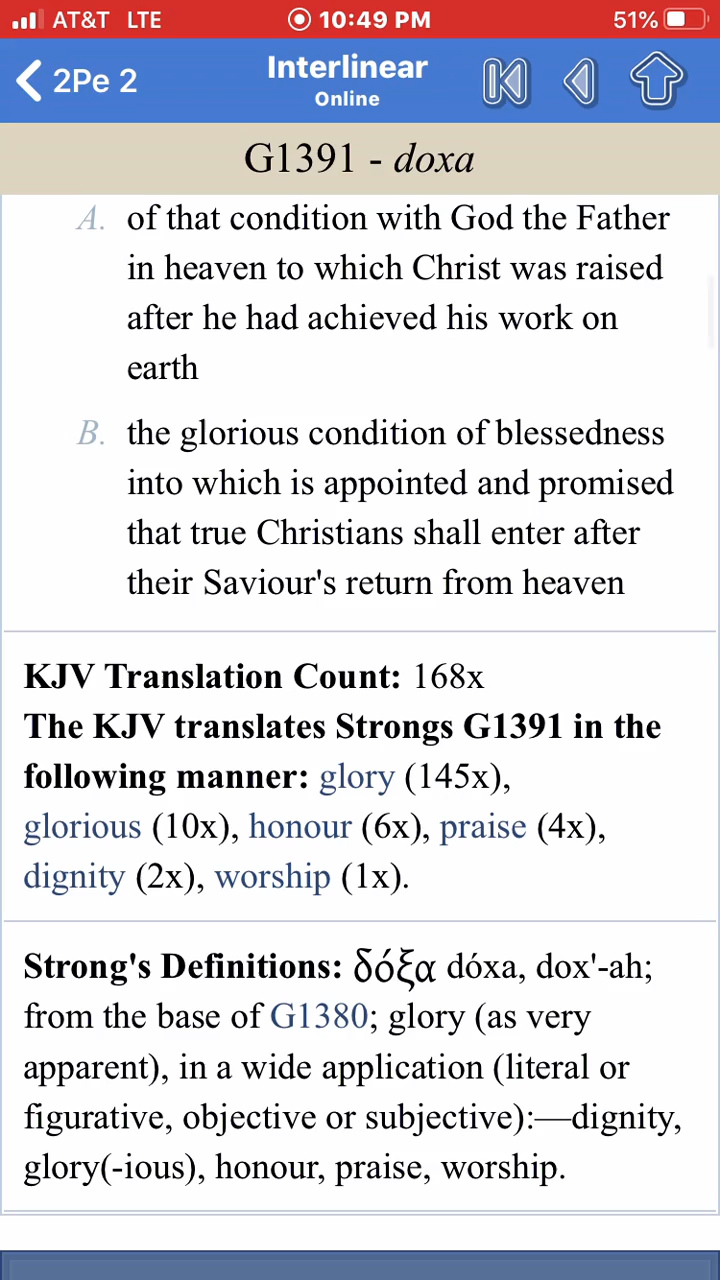 AT&T LTE 10:49 PM 51%
2Pe 2 Interlinear
Online
G1391 - doxa
A. of that condition with God the Father
in heaven to which Christ was raised
after he had achieved his work on
earth
B. the glorious condition of blessedness
into which is appointed and promised
that true Christians shall enter after
their Saviour's return from heaven
KJV Translation Count: 168x
The KJV translates Strongs G1391 in the
following manner: glory (145x),
glorious (10x), honour (6x), praise (4x),
dignity (2x), worship (1x).
Strong's Definitions: δόξα dóxa, dox'-ah;
from the base of G1380; glory (as very
apparent), in a wide application (literal or
figurative, objective or subjective):—dignity,
glory(-ious), honour, praise, worship.